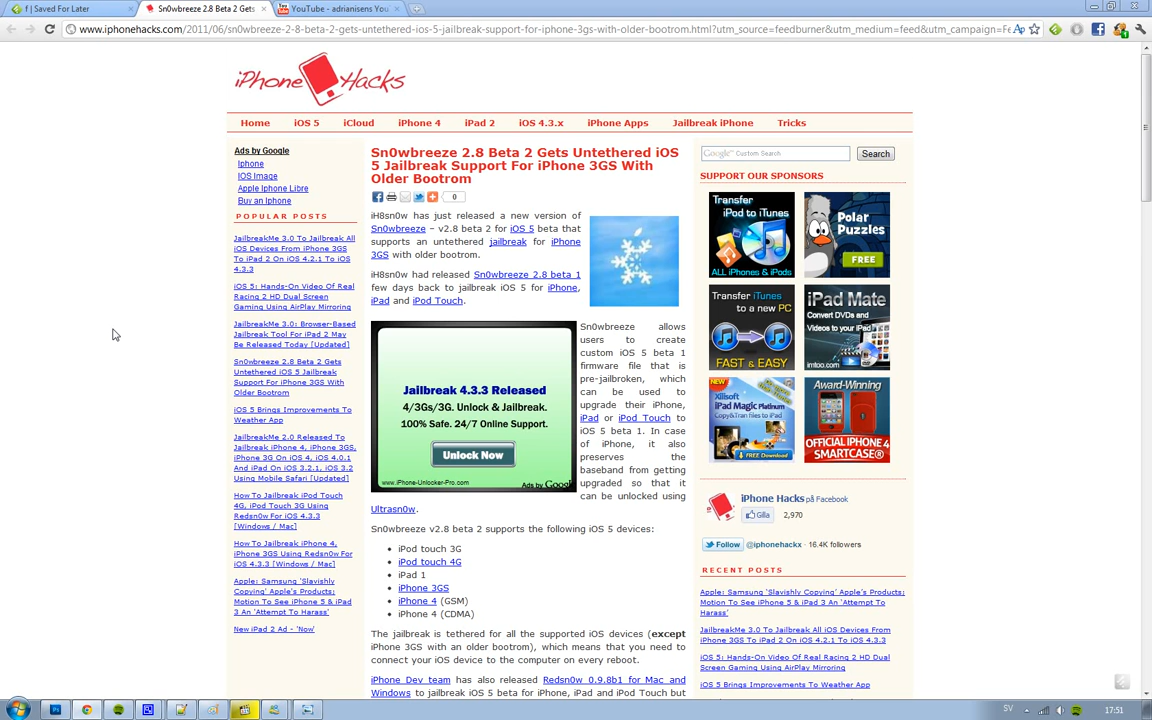 f | Saved For Later
Sn0wbreeze 2.8 Beta 2 Gets
YouTube - adrianisens You
www.iphonehacks.com/2011/06/sn0wbreeze-2-8-beta-2-gets-untethered-ios-5-jailbreak-support-for-iphone-3gs-with-older-bootrom.html?utm_source=feedburner&utm_medium=feed&utm_campaign=Fe
iPhone Hacks
Home iOS 5 iCloud iPhone 4 iPad 2 iOS 4.3.x iPhone Apps Jailbreak iPhone Tricks
Ads by Google
Iphone
IOS Image
Apple Iphone Libre
Buy an Iphone
POPULAR POSTS
JailbreakMe 3.0 To Jailbreak All
iOS Devices From iPhone 3GS
To iPad 2 On iOS 4.2.1 To iOS
4.3.3
iOS 5: Hands-On Video Of Real
Racing 2 HD Dual Screen
Gaming Using AirPlay Mirroring
JailbreakMe 3.0: Browser-Based
Jailbreak Tool For iPad 2 May
Be Released Today [Updated]
Sn0wbreeze 2.8 Beta 2 Gets
Untethered iOS 5 Jailbreak
Support For iPhone 3GS With
Older Bootrom
iOS 5 Brings Improvements To
Weather App
JailbreakMe 2.0 Released To
Jailbreak iPhone 4, iPhone 3GS,
iPhone 3G On iOS 4, iOS 4.0.1
And iPad On iOS 3.2.1, iOS 3.2
Using Mobile Safari [Updated]
How To Jailbreak iPod Touch
4G, iPod Touch 3G Using
Redsn0w For iOS 4.3.3
[Windows / Mac]
How To Jailbreak iPhone 4,
iPhone 3GS Using Redsn0w For
iOS 4.3.3 [Windows / Mac]
Apple: Samsung 'Slavishly
Copying' Apple's Products;
Motion To See iPhone 5 & iPad
3 An 'Attempt To Harass'
New iPad 2 Ad - 'Now'
Sn0wbreeze 2.8 Beta 2 Gets Untethered iOS
5 Jailbreak Support For iPhone 3GS With
Older Bootrom
0
iH8sn0w has just released a new version of
Sn0wbreeze – v2.8 beta 2 for iOS 5 beta that
supports an untethered jailbreak for iPhone
3GS with older bootrom.
iH8sn0w had released Sn0wbreeze 2.8 beta 1
few days back to jailbreak iOS 5 for iPhone,
iPad and iPod Touch.
Jailbreak 4.3.3 Released
4/3Gs/3G. Unlock & Jailbreak.
100% Safe. 24/7 Online Support.
Unlock Now
www.iPhone-Unlocker-Pro.com
Ads by Google
Sn0wbreeze allows
users to create
custom iOS 5 beta 1
firmware file that is
pre-jailbroken, which
can be used to
upgrade their iPhone,
iPad or iPod Touch to
iOS 5 beta 1. In case
of iPhone, it also
preserves the
baseband from getting
upgraded so that it
can be unlocked using
Ultrasn0w.
Sn0wbreeze v2.8 beta 2 supports the following iOS 5 devices:
• iPod touch 3G
• iPod touch 4G
• iPad 1
• iPhone 3GS
• iPhone 4 (GSM)
• iPhone 4 (CDMA)
The jailbreak is tethered for all the supported iOS devices (except
iPhone 3GS with an older bootrom), which means that you need to
connect your iOS device to the computer on every reboot.
iPhone Dev team has also released Redsn0w 0.9.8b1 for Mac and
Windows to jailbreak iOS 5 beta for iPhone, iPad and iPod Touch but
Google™ Custom Search
Search
SUPPORT OUR SPONSORS
Transfer
iPod to iTunes
ALL iPhones & iPods
Polar
Puzzles
FREE
Transfer iTunes
to a new PC
FAST & EASY
iPad Mate
Convert DVDs and
Videos to your iPad
imtoo.com
NEW
Xilisoft
iPad Magic Platinum
Copy&Tran files to iPad
FREE Download
Award-Winning
OFFICIAL IPHONE 4
SMARTCASE®
iPhone Hacks på Facebook
Gilla 2,970
Follow @iphonehackx · 16.4K followers
RECENT POSTS
Apple: Samsung 'Slavishly Copying' Apple's Products;
Motion To See iPhone 5 & iPad 3 An 'Attempt To
Harass'
JailbreakMe 3.0 To Jailbreak All iOS Devices From
iPhone 3GS To iPad 2 On iOS 4.2.1 To iOS 4.3.3
iOS 5: Hands-On Video Of Real Racing 2 HD Dual
Screen Gaming Using AirPlay Mirroring
iOS 5 Brings Improvements To Weather App
SV 17:51